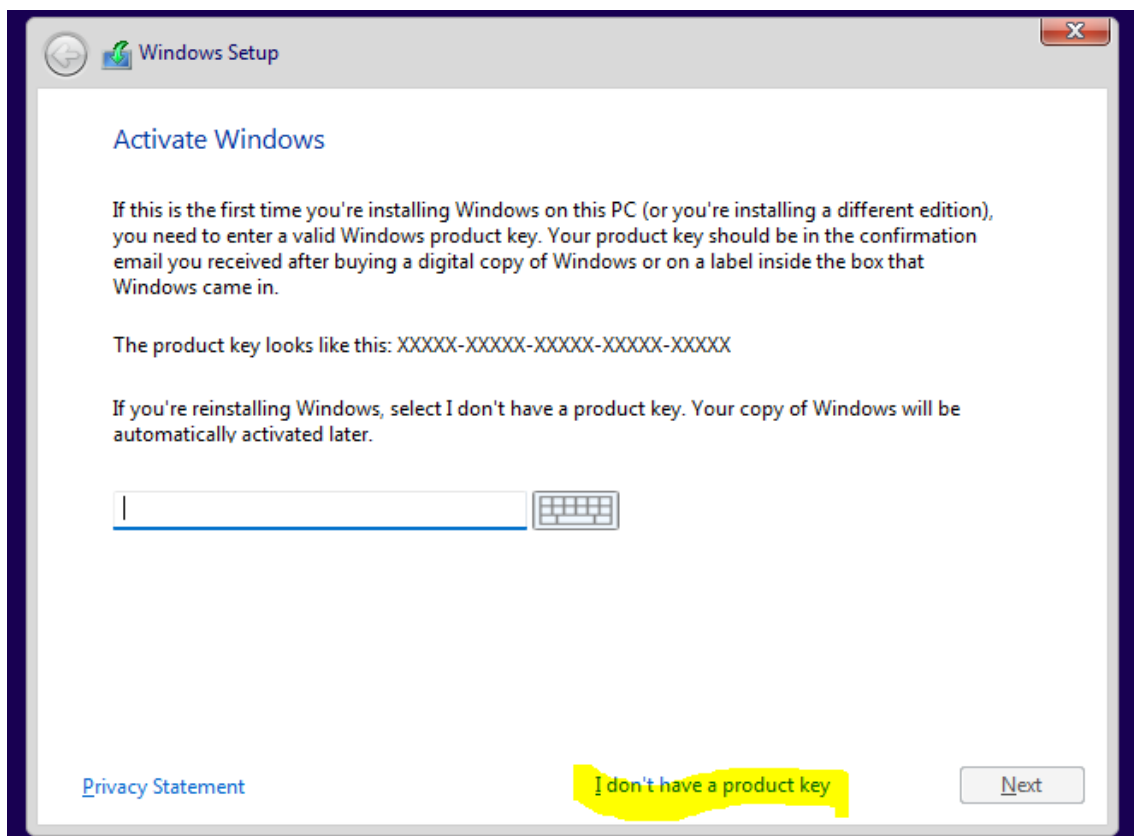 Windows Setup
Activate Windows
If this is the first time you're installing Windows on this PC (or you're installing a different edition),
you need to enter a valid Windows product key. Your product key should be in the confirmation
email you received after buying a digital copy of Windows or on a label inside the box that
Windows came in.
The product key looks like this: XXXXX-XXXXX-XXXXX-XXXXX-XXXXX
If you're reinstalling Windows, select I don't have a product key. Your copy of Windows will be
automatically activated later.
Privacy Statement
I don't have a product key
Next